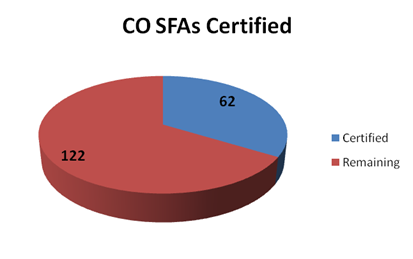 CO SFAs Certified
62
122
Certified
Remaining